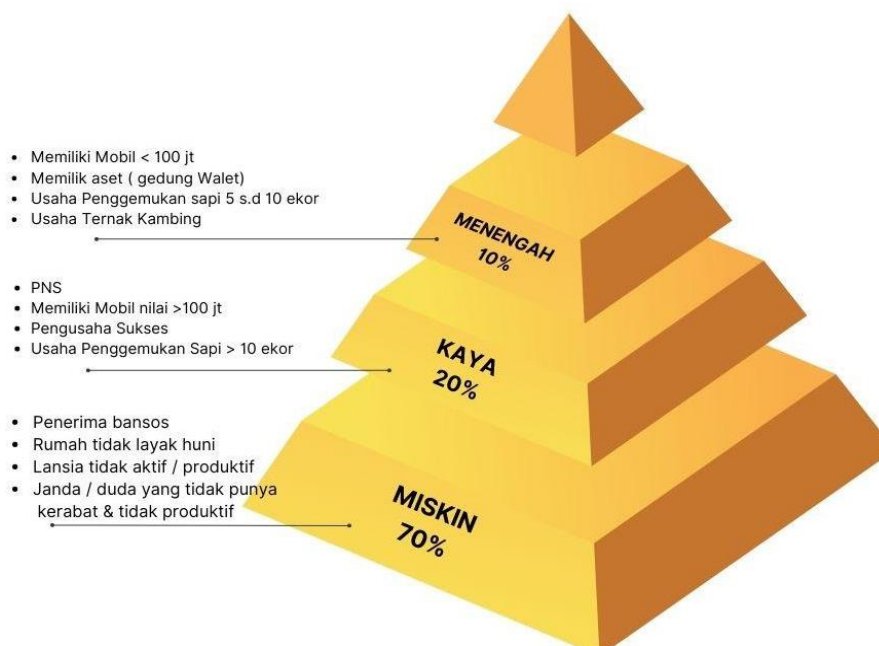 • Memiliki Mobil < 100 jt
• Memilik aset ( gedung Walet)
• Usaha Penggemukan sapi 5 s.d 10 ekor
• Usaha Ternak Kambing
MENENGAH
10%
• PNS
• Memiliki Mobil nilai >100 jt
• Pengusaha Sukses
• Usaha Penggemukan Sapi > 10 ekor
KAYA
20%
• Penerima bansos
• Rumah tidak layak huni
• Lansia tidak aktif / produktif
• Janda / duda yang tidak punya
kerabat & tidak produktif
MISKIN
70%